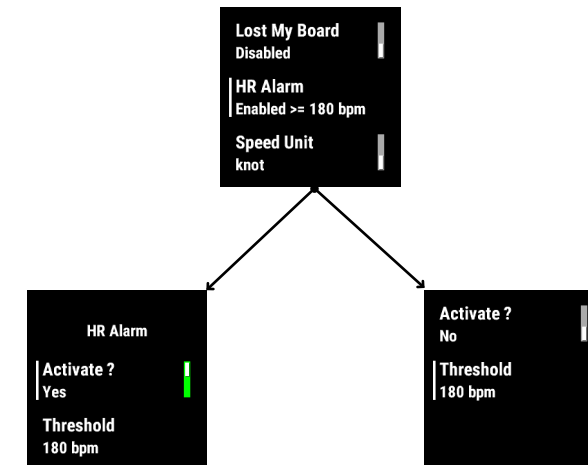 Lost My Board
Disabled
HR Alarm
Enabled >= 180 bpm
Speed Unit
knot
HR Alarm
Activate ?
Yes
Threshold
180 bpm
Activate ?
No
Threshold
180 bpm